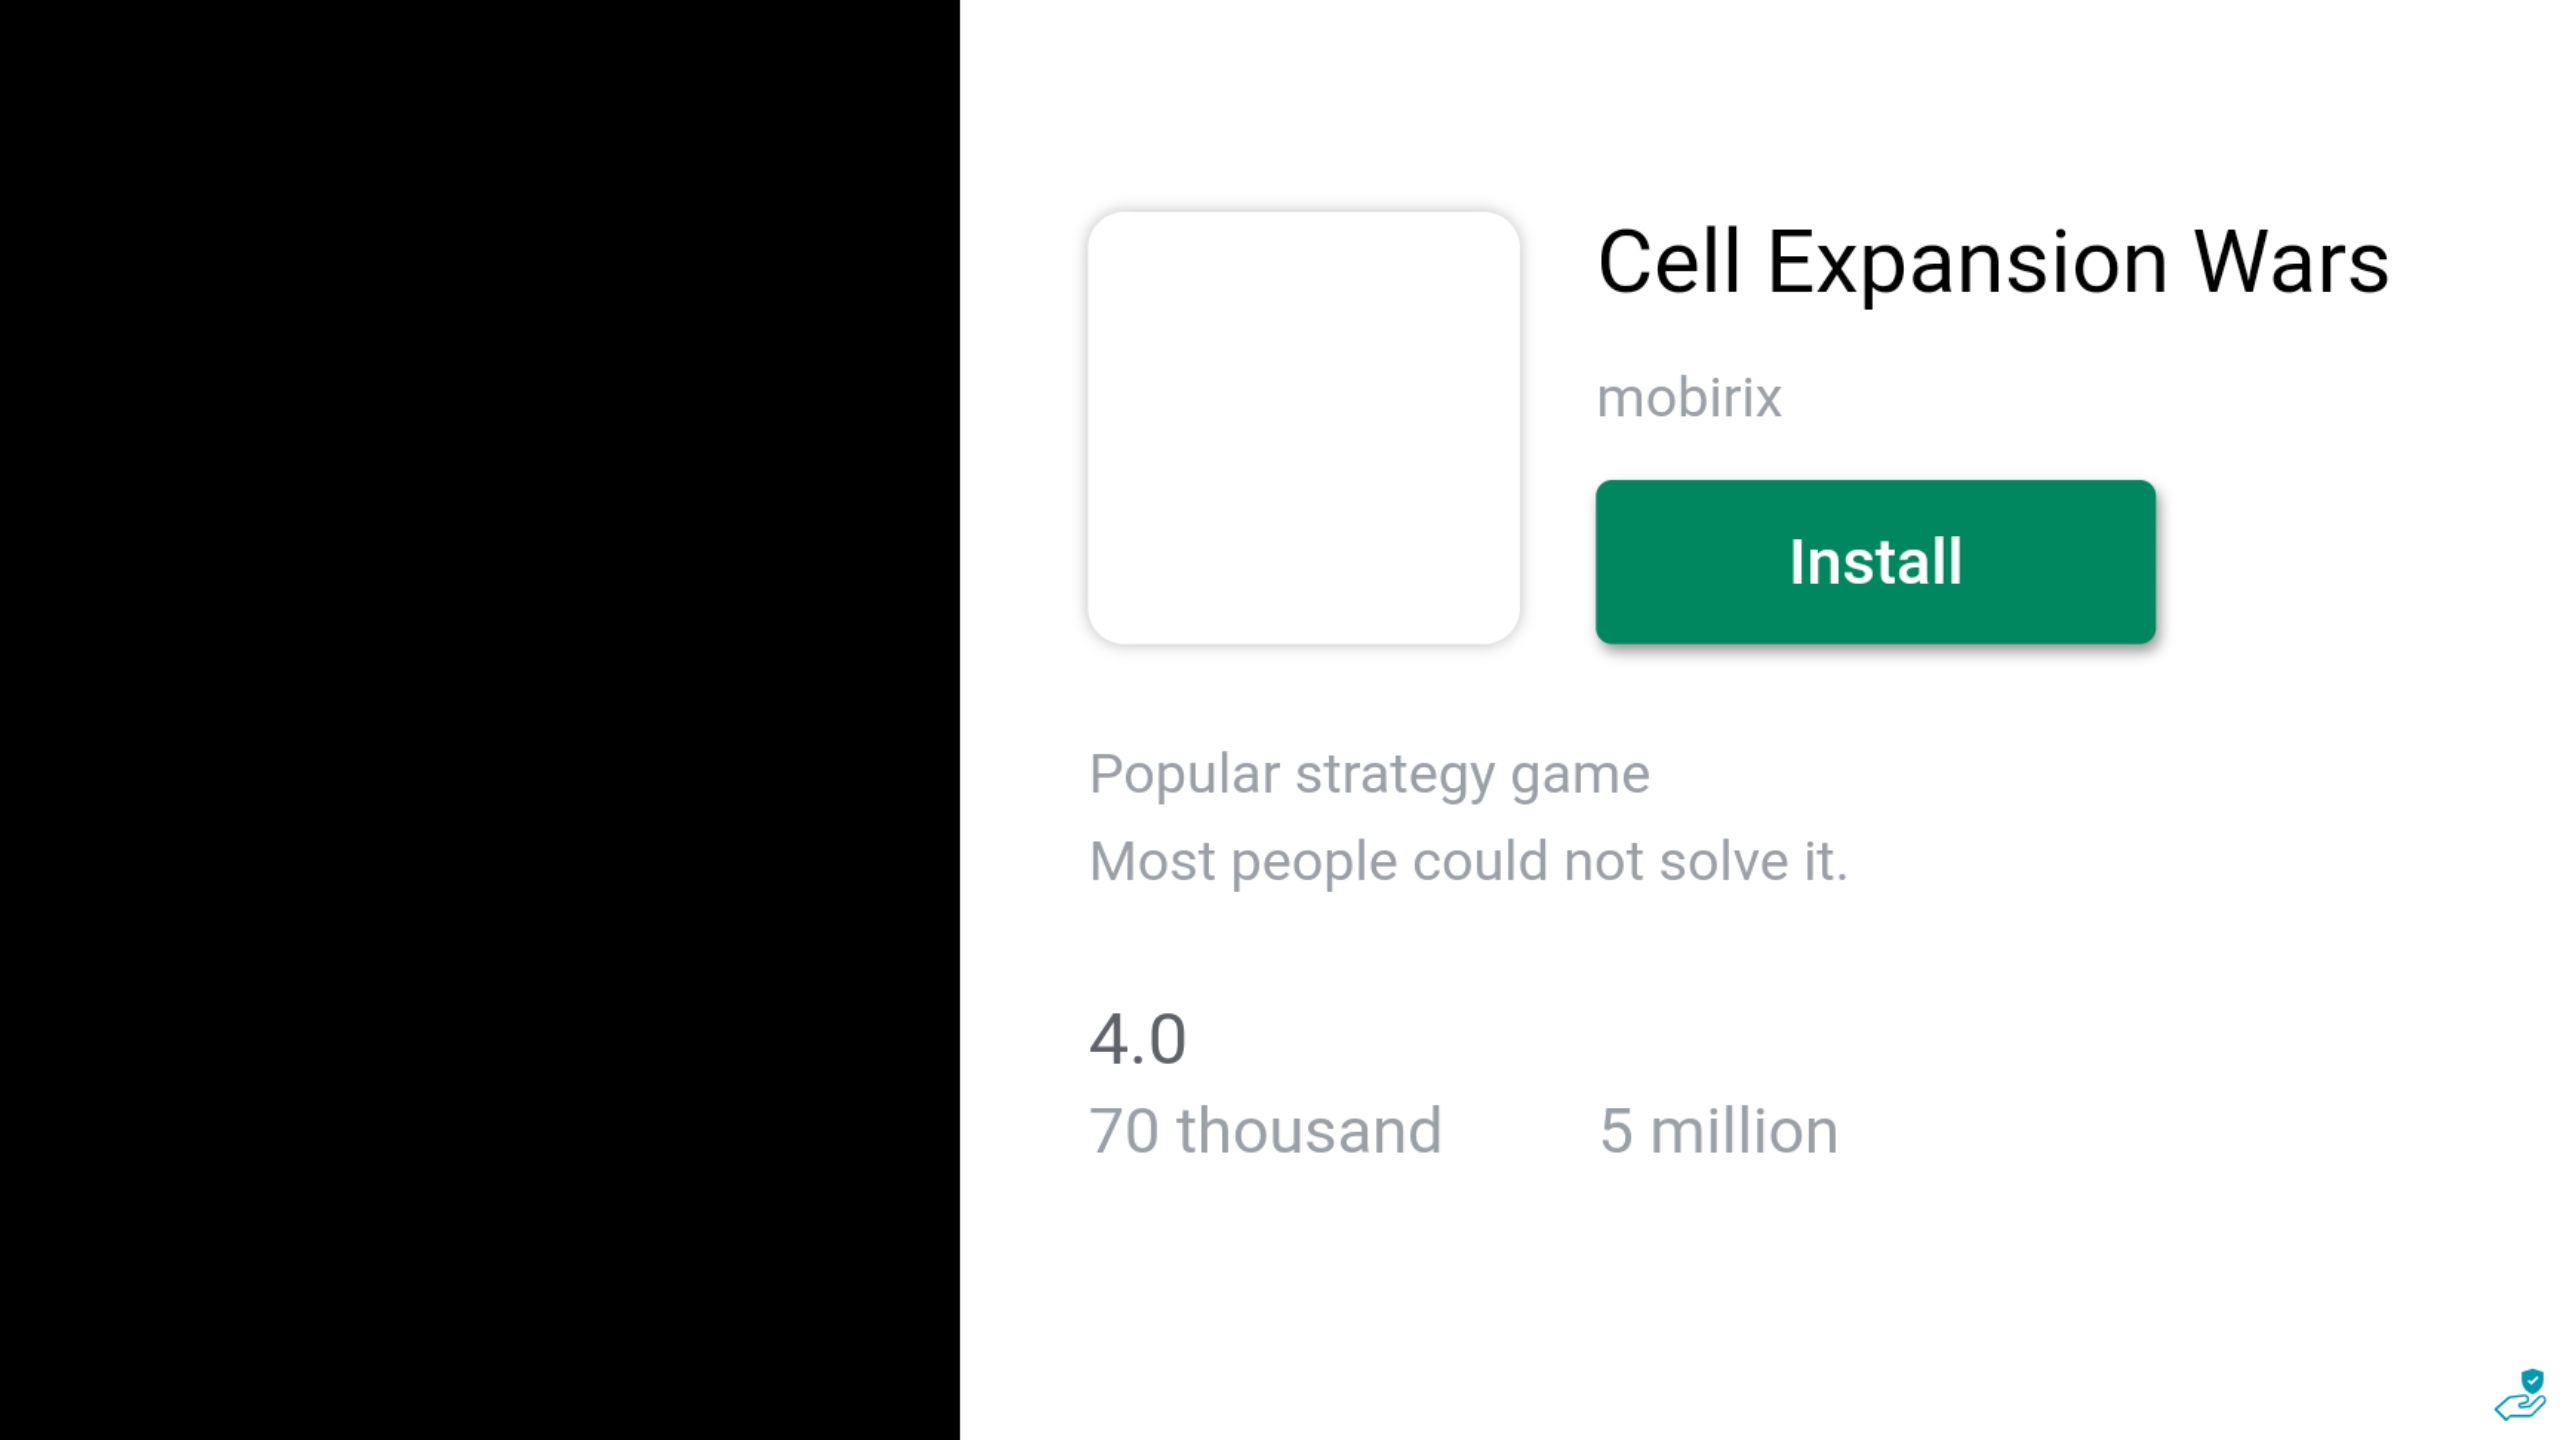 Cell Expansion Wars
mobirix
Install
Popular strategy game
Most people could not solve it.
4.0
70 thousand
5 million